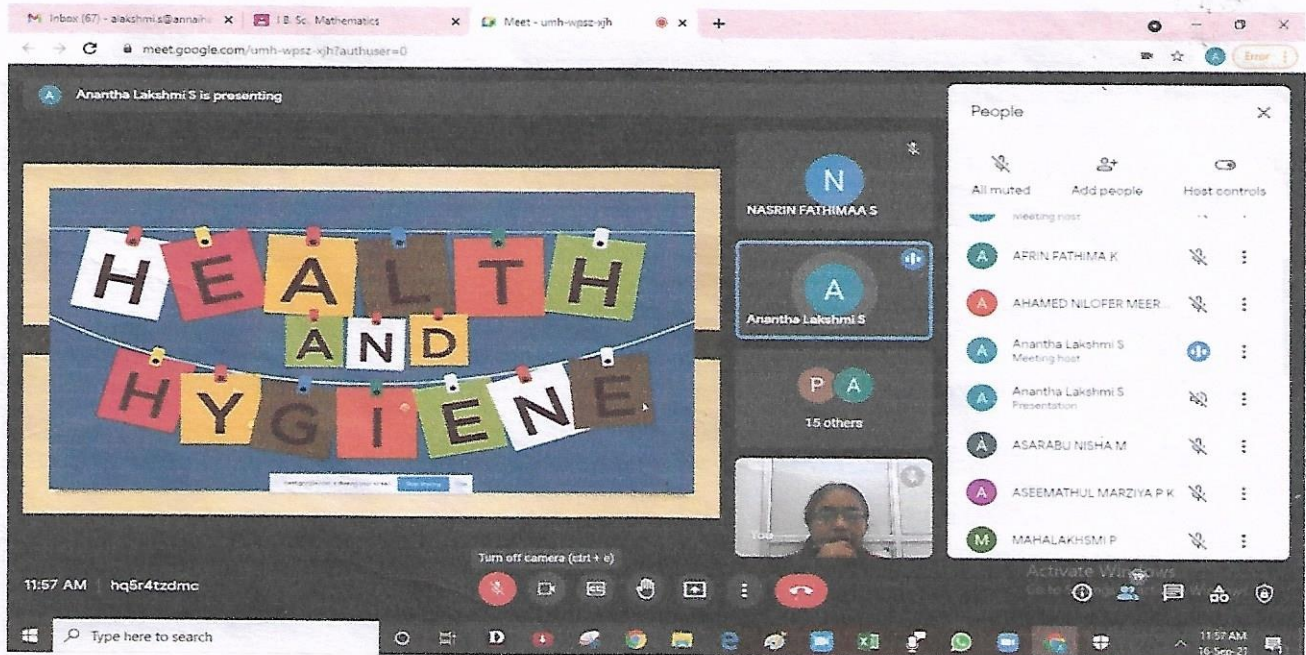 Inbox (67) - alakshmi.s@annaih
I B. Sc. Mathematics
Meet - umh-wpsz-xjh
meet.google.com/umh-wpsz-xjh?authuser=0
Error
Anantha Lakshmi S is presenting
HEALTH
AND
HYGIENE
Stop sharing
NASRIN FATHIMAA S
Anantha Lakshmi S
P A
15 others
You
People
All muted
Add people
Host controls
Meeting host
AFRIN FATHIMA K
AHAMED NILOFER MEER...
Anantha Lakshmi S
Meeting host
Anantha Lakshmi S
Presentation
ASARABU NISHA M
ASEEMATHUL MARZIYA P K
MAHALAKHSMI P
Activate Windows
Turn off camera (ctrl + e)
11:57 AM | hq5r4tzdmc
Type here to search
11:57 AM
16-Sep-21